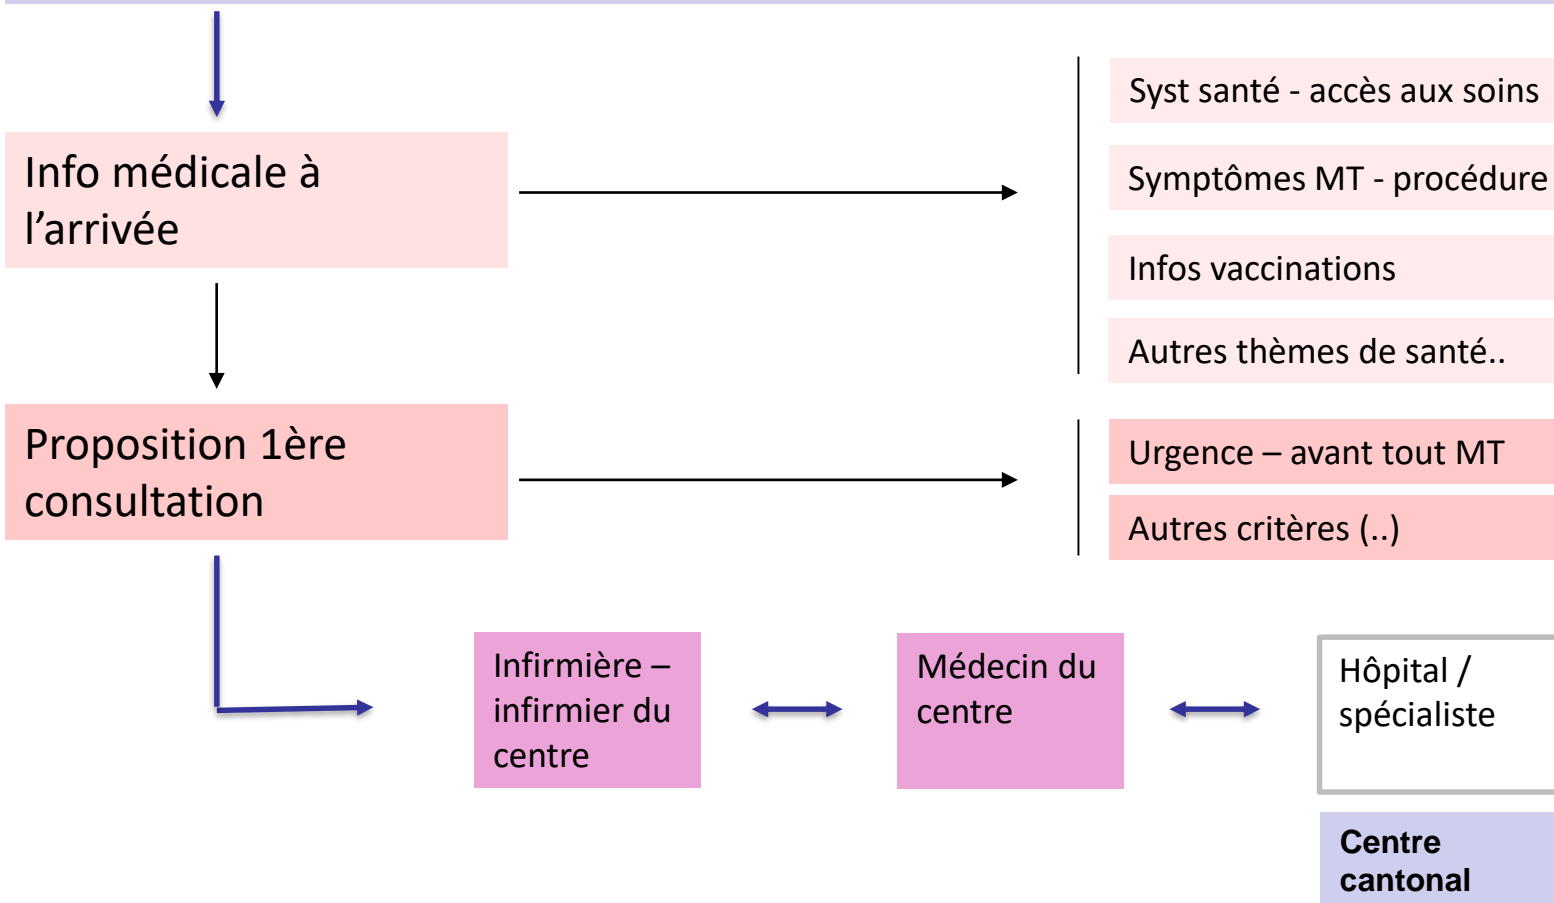 Info médicale à
l’arrivée
Syst santé - accès aux soins
Symptômes MT - procédure
Infos vaccinations
Autres thèmes de santé..
Proposition 1ère
consultation
Urgence – avant tout MT
Autres critères (..)
Infirmière –
infirmier du
centre
Médecin du
centre
Hôpital /
spécialiste
Centre
cantonal